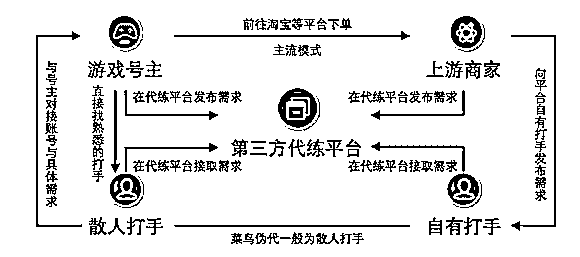 前往淘宝等平台下单
主流模式
游戏号主
上游商家
与号主对接账号与具体需求
直接找熟悉的打手
在代练平台发布需求
在代练平台发布需求
向平台自有打手发布需求
第三方代练平台
在代练平台接取需求
在代练平台接取需求
散人打手
菜鸟伪代一般为散人打手
自有打手